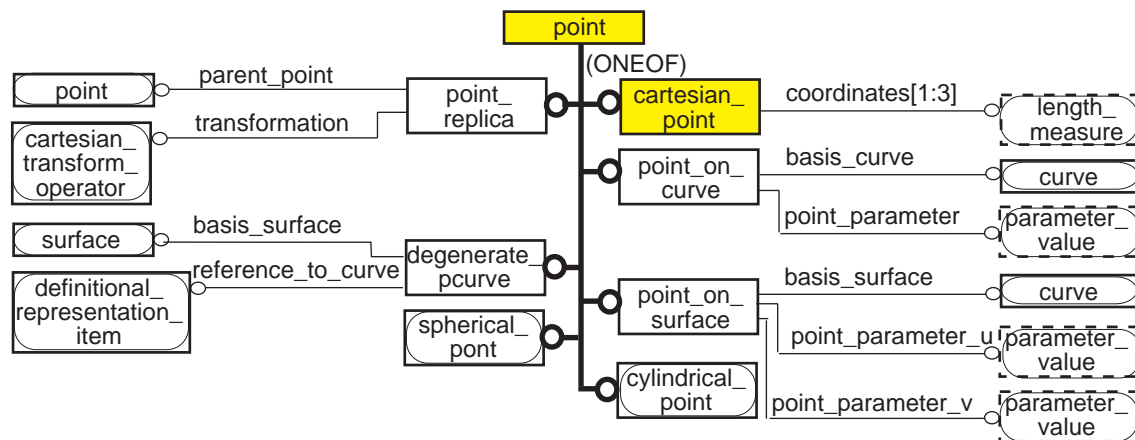 point
(ONEOF)
point
parent_point
point_
replica
cartesian_
point
coordinates[1:3]
length_
measure
cartesian_
transform_
operator
transformation
point_on_
curve
basis_curve
curve
point_parameter
parameter_
value
surface
basis_surface
degenerate_
pcurve
definitional_
representation_
item
reference_to_curve
point_on_
surface
basis_surface
curve
spherical_
pont
point_parameter_u
parameter_
value
cylindrical_
point
point_parameter_v
parameter_
value